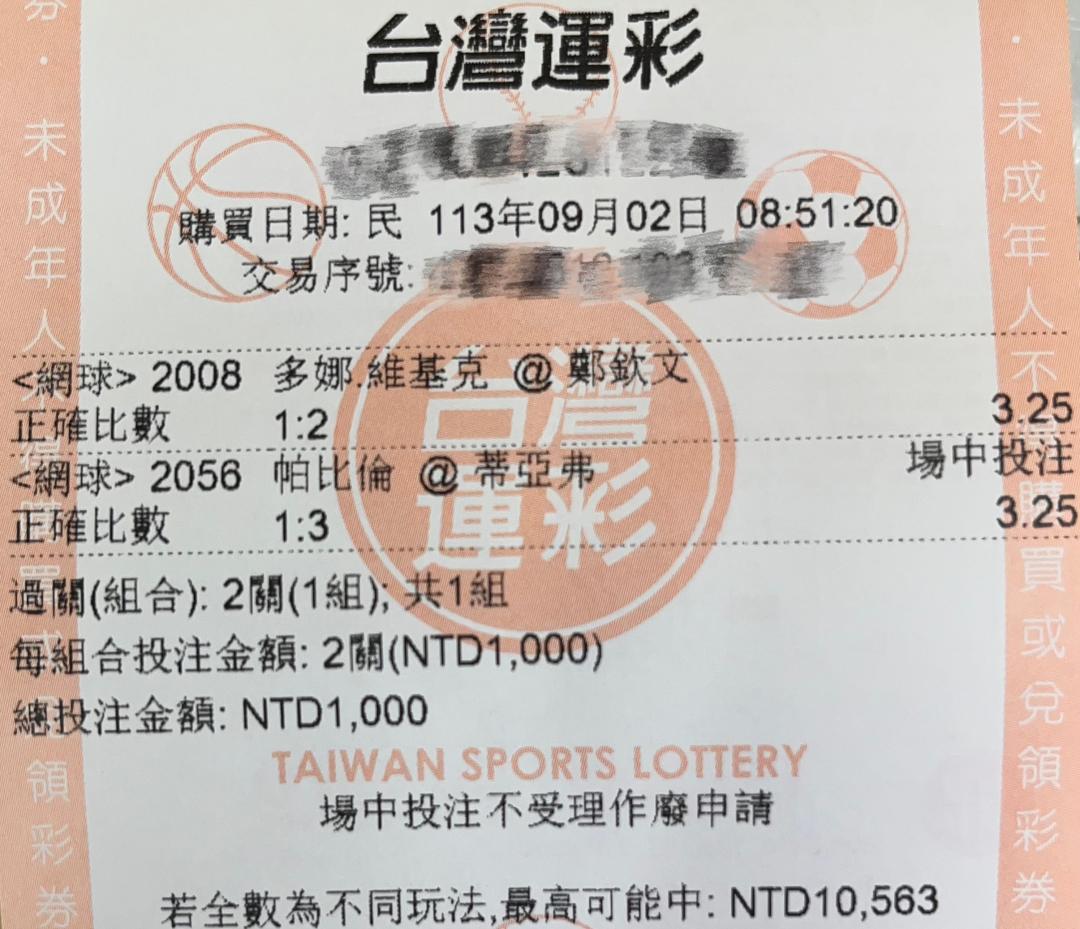 台灣運彩
購買日期: 民 113年09月02日 08:51:20
交易序號:
<網球> 2008 多娜.維基克 @ 鄭欽文
正確比數 1:2 3.25
<網球> 2056 帕比倫 @ 蒂亞弗 場中投注
正確比數 1:3 3.25
台灣運彩
過關(組合): 2關(1組); 共1組
每組合投注金額: 2關(NTD1,000)
總投注金額: NTD1,000
TAIWAN SPORTS LOTTERY
場中投注不受理作廢申請
若全數為不同玩法,最高可能中: NTD10,563
券・未成年人不得購買或兌領彩券
・未成年人不得購買或兌領彩券